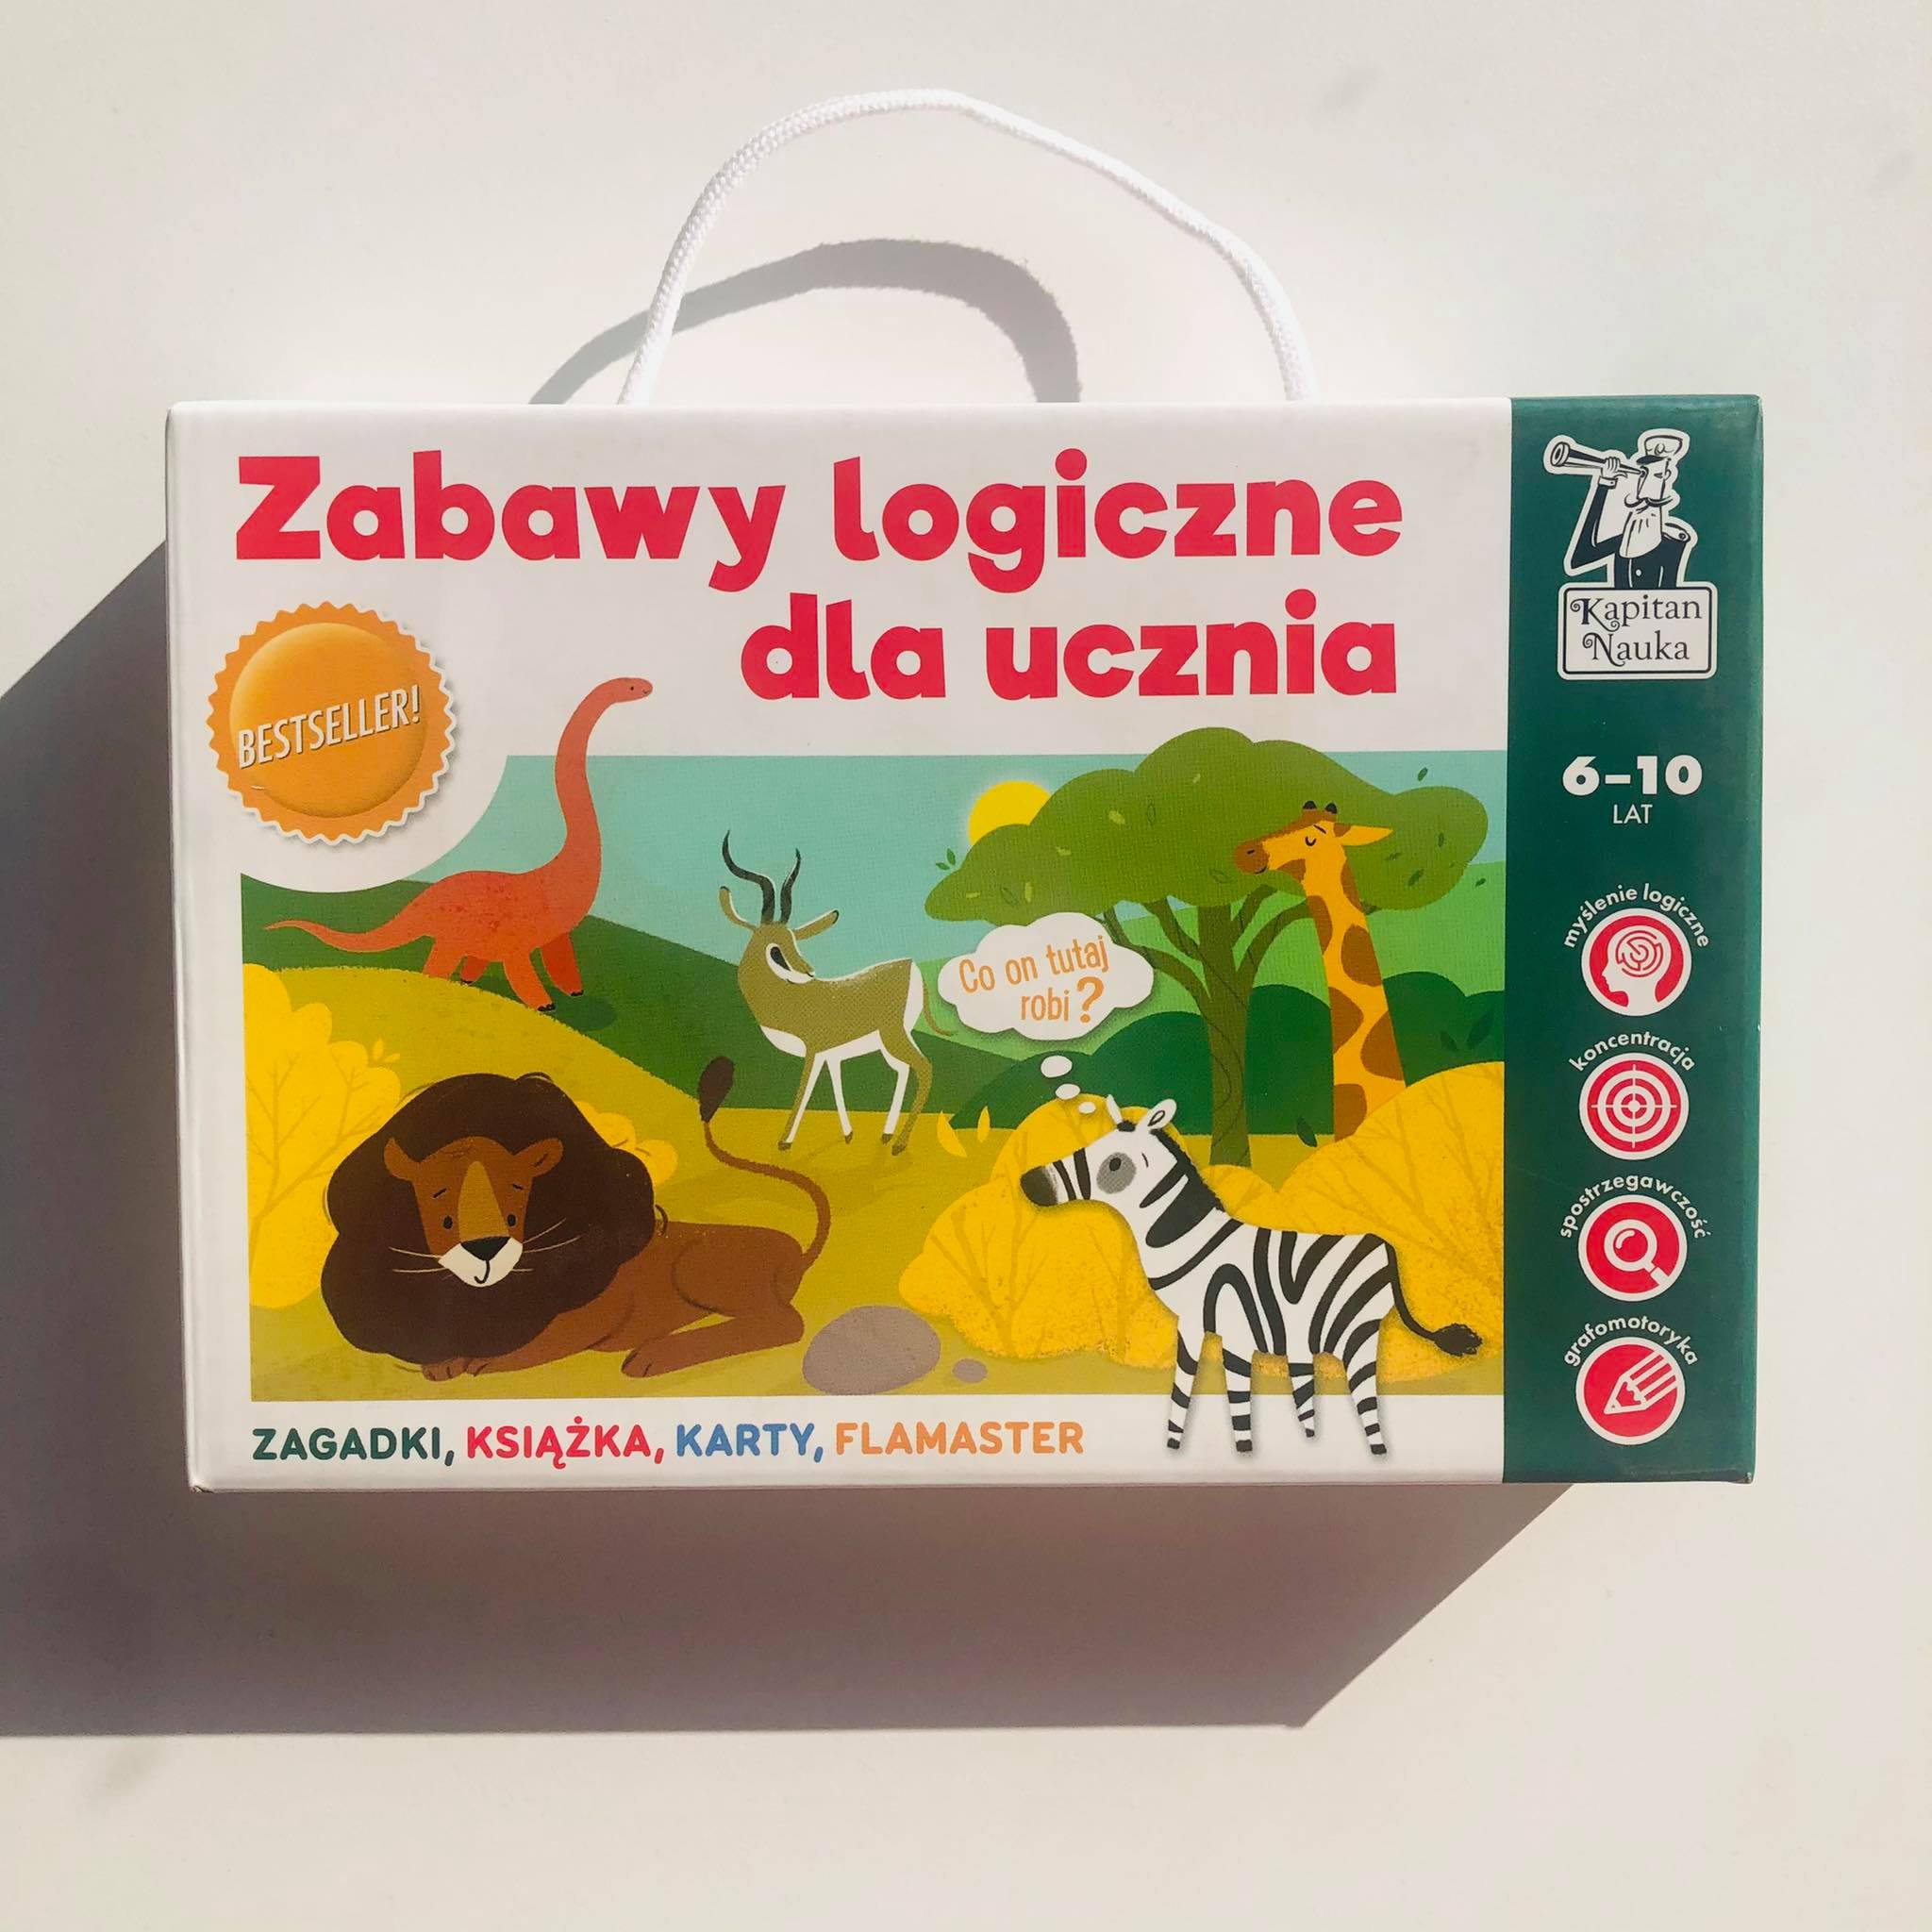 Zabawy logiczne
dla ucznia
BESTSELLER!
Co on tutaj
robi?
ZAGADKI, KSIĄŻKA, KARTY, FLAMASTER
Kapitan
Nauka
6–10
LAT
myślenie logiczne
koncentracja
spostrzegawczość
grafomotoryka